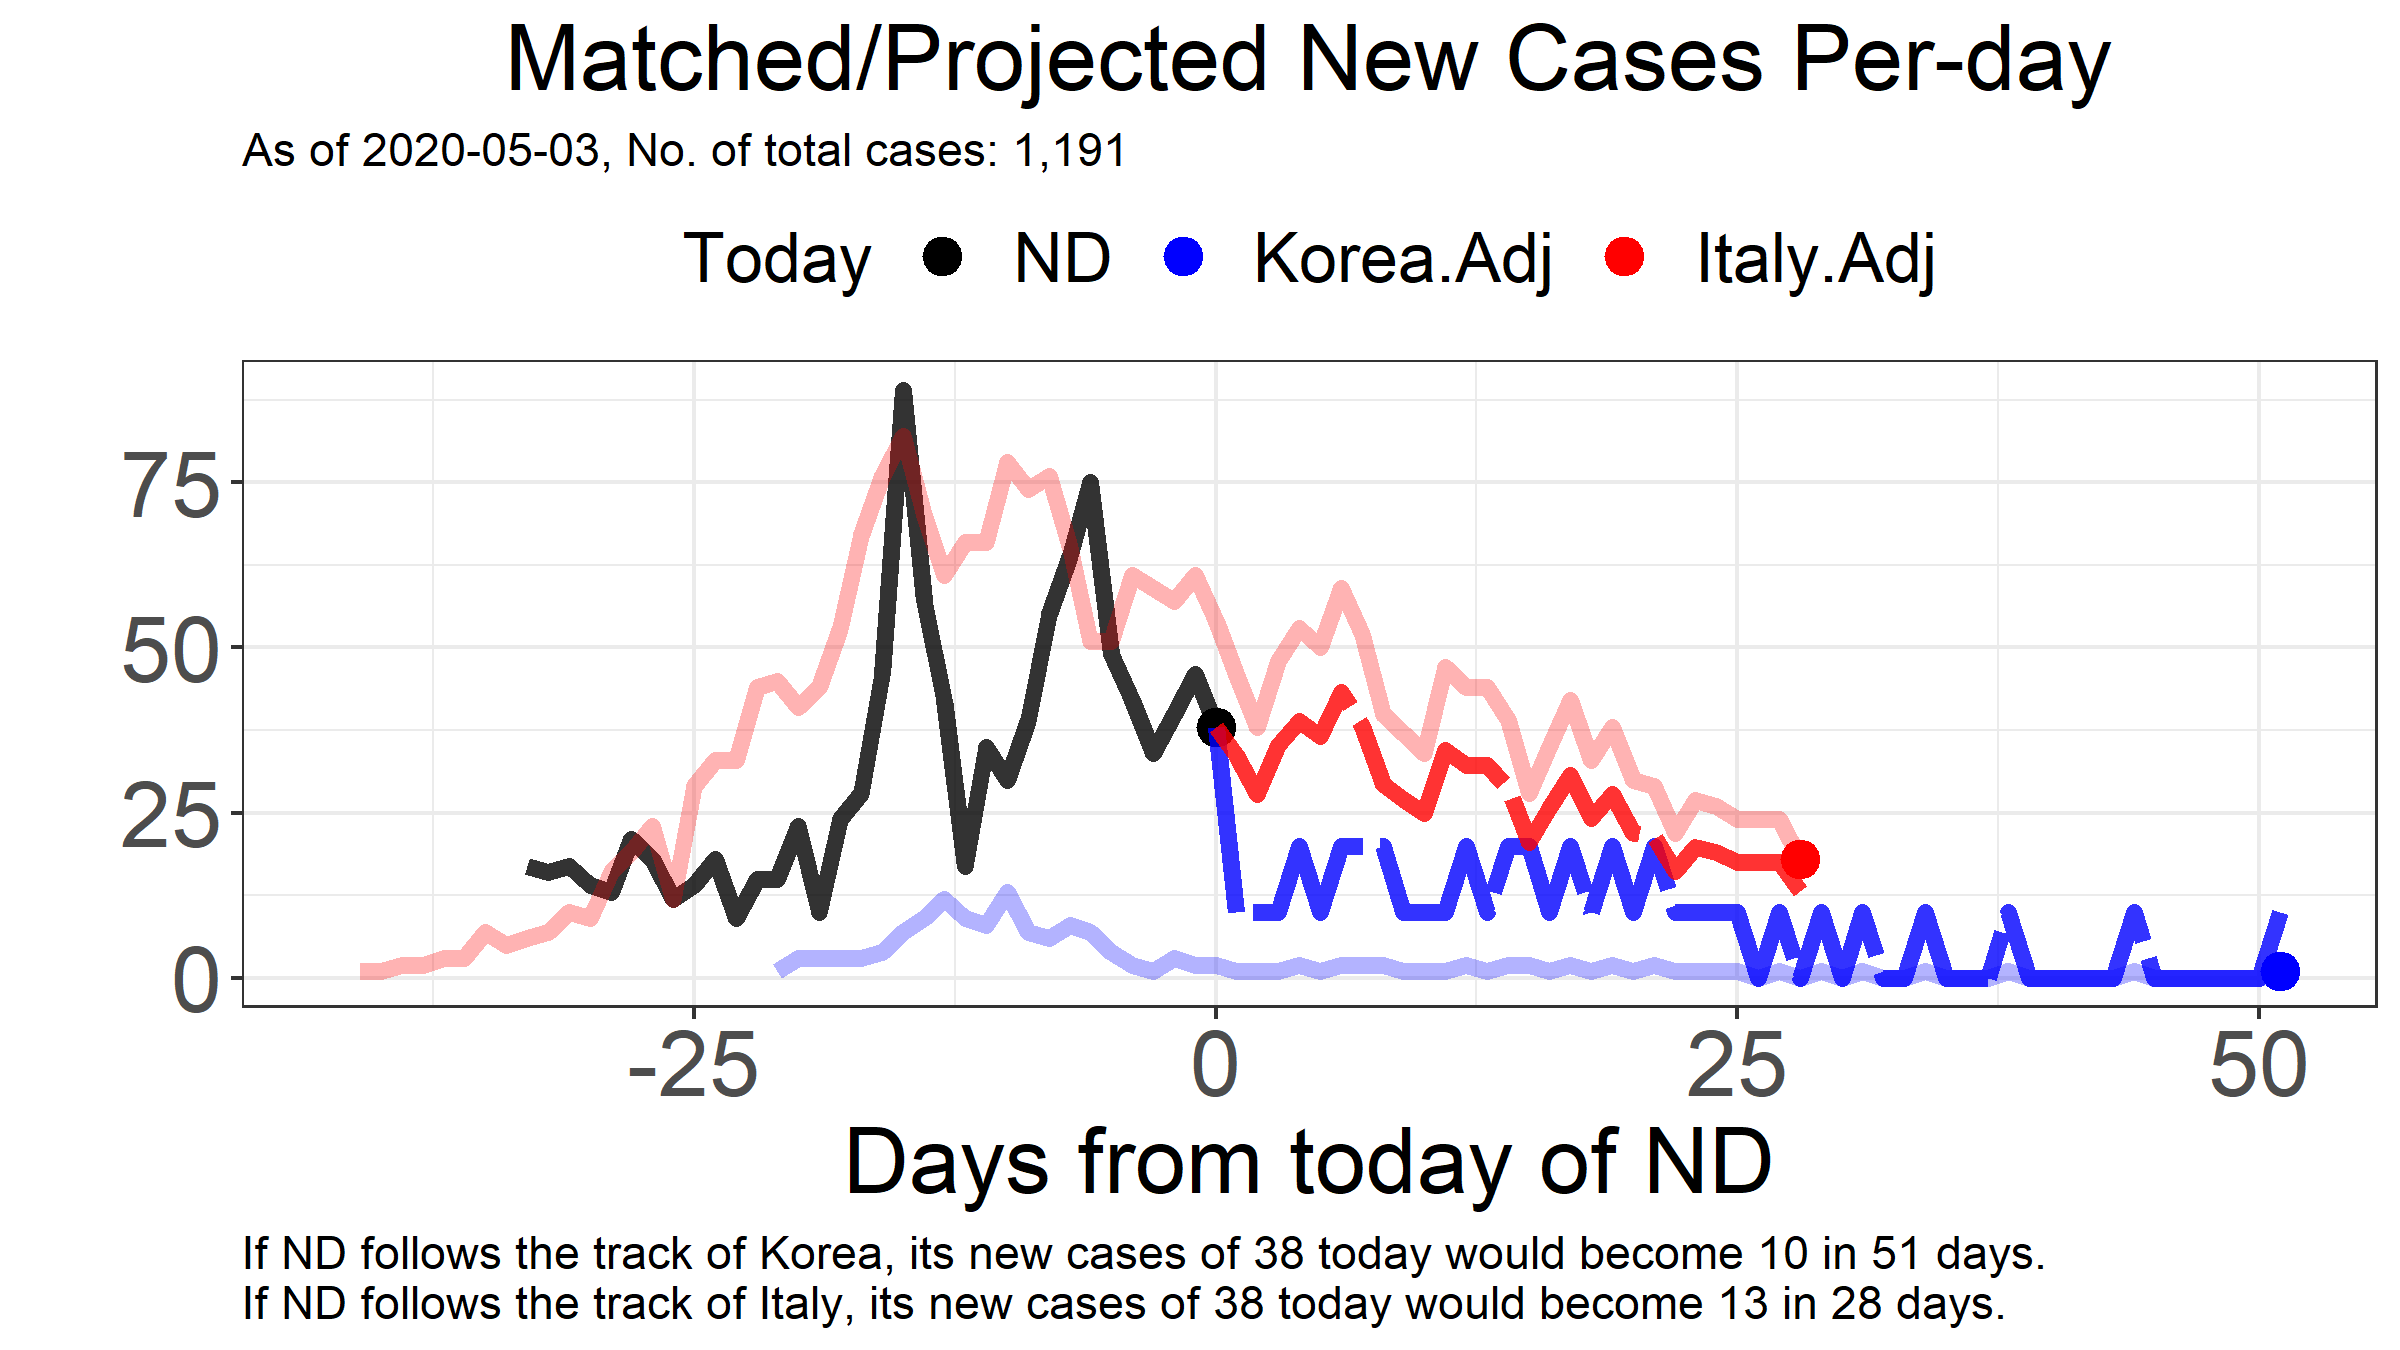 Matched/Projected New Cases Per-day
As of 2020-05-03, No. of total cases: 1,191
Today ND Korea.Adj Italy.Adj
75
50
25
0
-25 0 25 50
Days from today of ND
If ND follows the track of Korea, its new cases of 38 today would become 10 in 51 days.
If ND follows the track of Italy, its new cases of 38 today would become 13 in 28 days.